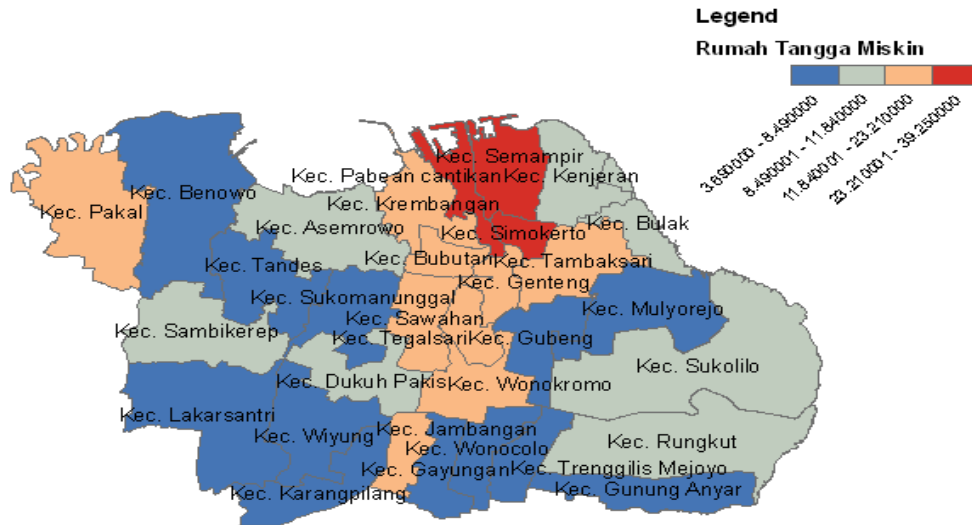 Legend
Rumah Tangga Miskin
3.690000 - 8.490000
8.490001 - 11.840000
11.840001 - 23.210000
23.210001 - 39.250000
Kec. Semampir
Kec. Pabean cantikan
Kec. Kenjeran
Kec. Benowo
Kec. Krembangan
Kec. Pakal
Kec. Bulak
Kec. Asemrowo
Kec. Simokerto
Kec. Bubutan
Kec. Tambaksari
Kec. Tandes
Kec. Genteng
Kec. Sukomanunggal
Kec. Mulyorejo
Kec. Sawahan
Kec. Sambikerep
Kec. Tegalsari
Kec. Gubeng
Kec. Sukolilo
Kec. Dukuh Pakis
Kec. Wonokromo
Kec. Lakarsantri
Kec. Jambangan
Kec. Wiyung
Kec. Wonocolo
Kec. Rungkut
Kec. Gayungan
Kec. Trenggilis Mejoyo
Kec. Karangpilang
Kec. Gunung Anyar